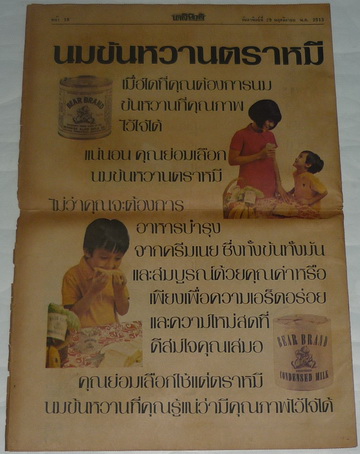 นมข้นหวานตราหมี
เมื่อใดที่คุณต้องการนม
ข้นหวานที่คุณภาพ
ไว้ใจได้
BEAR BRAND
แน่นอน คุณย่อมเลือก
นมข้นหวานตราหมี
ไม่ว่าคุณจะต้องการ
อาหารบำรุง
จากครีมเนย ซึ่งทั้งข้นทั้งมัน
และสมบูรณ์ด้วยคุณค่าหรือ
เพียงเพื่อความเอร็ดอร่อย
และความใหม่สดที่
ดีสมใจคุณเสมอ
BEAR BRAND
CONDENSED MILK
คุณย่อมเลือกใช้แต่ตราหมี
นมข้นหวานที่คุณรู้แน่ว่ามีคุณภาพไว้ใจได้